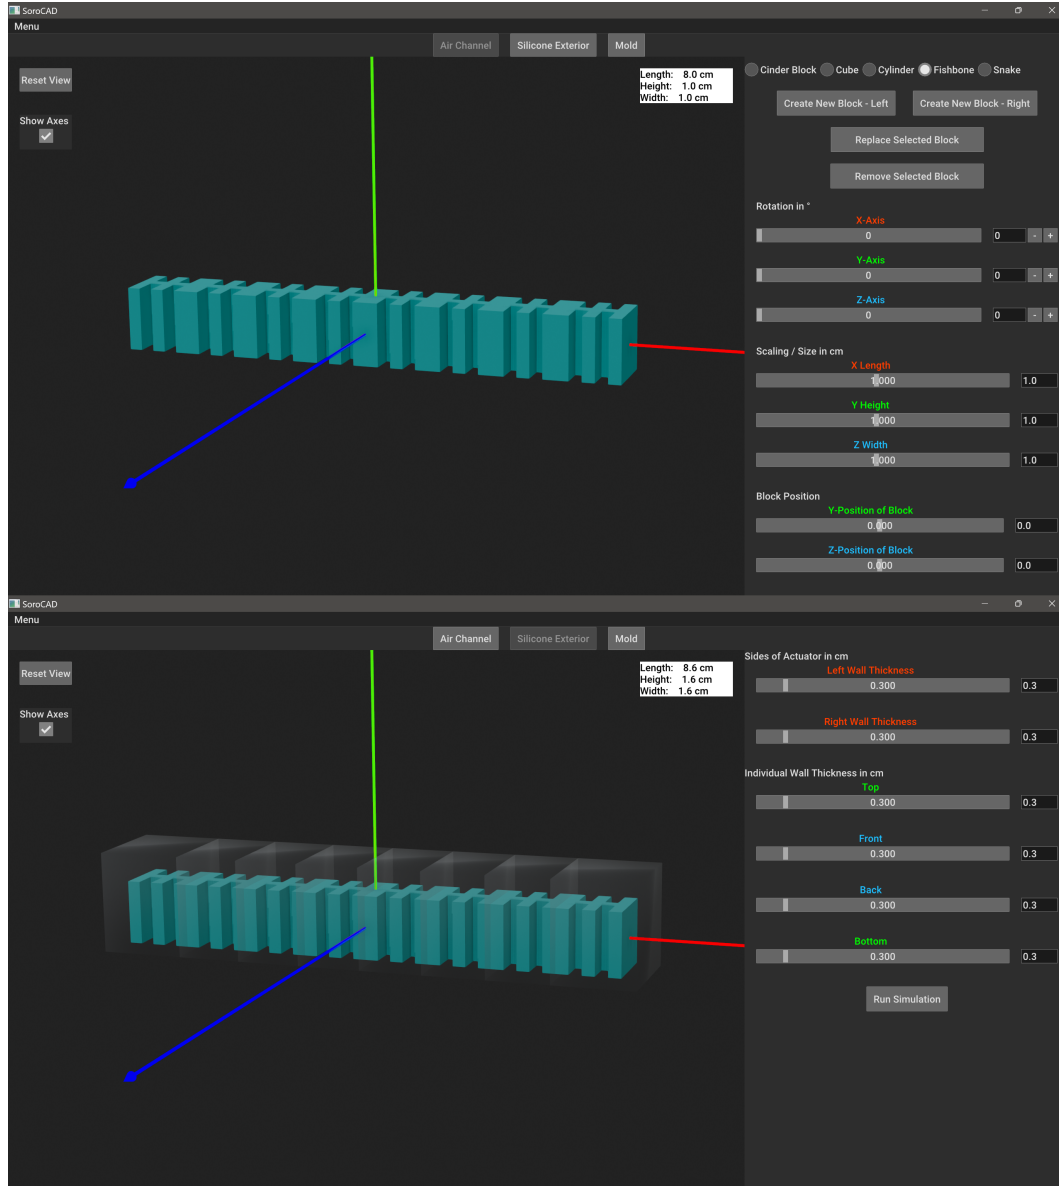 SoroCAD
Menu
Air Channel Silicone Exterior Mold
Reset View
Show Axes
Length: 8.0 cm
Height: 1.0 cm
Width: 1.0 cm
Cinder Block Cube Cylinder Fishbone Snake
Create New Block - Left Create New Block - Right
Replace Selected Block
Remove Selected Block
Rotation in °
X-Axis
0 0 - +
Y-Axis
0 0 - +
Z-Axis
0 0 - +
Scaling / Size in cm
X Length
1.000 1.0
Y Height
1.000 1.0
Z Width
1.000 1.0
Block Position
Y-Position of Block
0.000 0.0
Z-Position of Block
0.000 0.0
SoroCAD
Menu
Air Channel Silicone Exterior Mold
Reset View
Show Axes
Length: 8.6 cm
Height: 1.6 cm
Width: 1.6 cm
Sides of Actuator in cm
Left Wall Thickness
0.300 0.3
Right Wall Thickness
0.300 0.3
Individual Wall Thickness in cm
Top
0.300 0.3
Front
0.300 0.3
Back
0.300 0.3
Bottom
0.300 0.3
Run Simulation